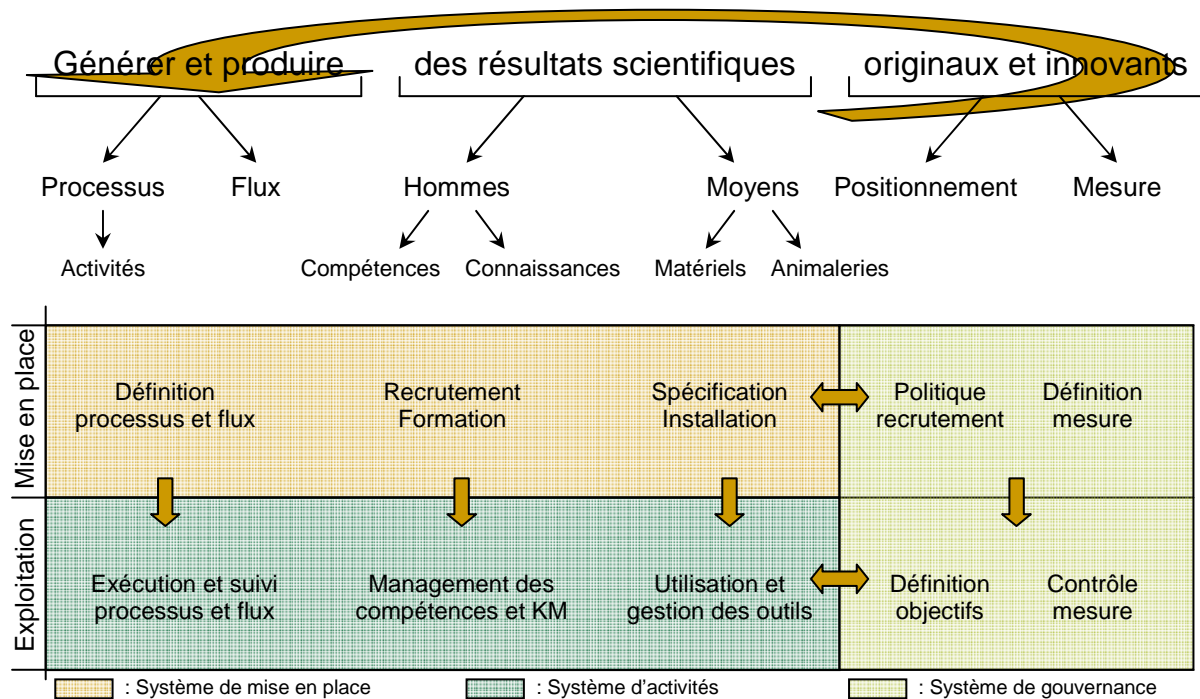 Générer et produire des résultats scientifiques originaux et innovants
Processus Flux Hommes Moyens Positionnement Mesure
Activités Compétences Connaissances Matériels Animaleries
Mise en place
Définition
processus et flux
Recrutement
Formation
Spécification
Installation
Politique
recrutement
Définition
mesure
Exploitation
Exécution et suivi
processus et flux
Management des
compétences et KM
Utilisation et
gestion des outils
Définition
objectifs
Contrôle
mesure
: Système de mise en place
: Système d'activités
: Système de gouvernance